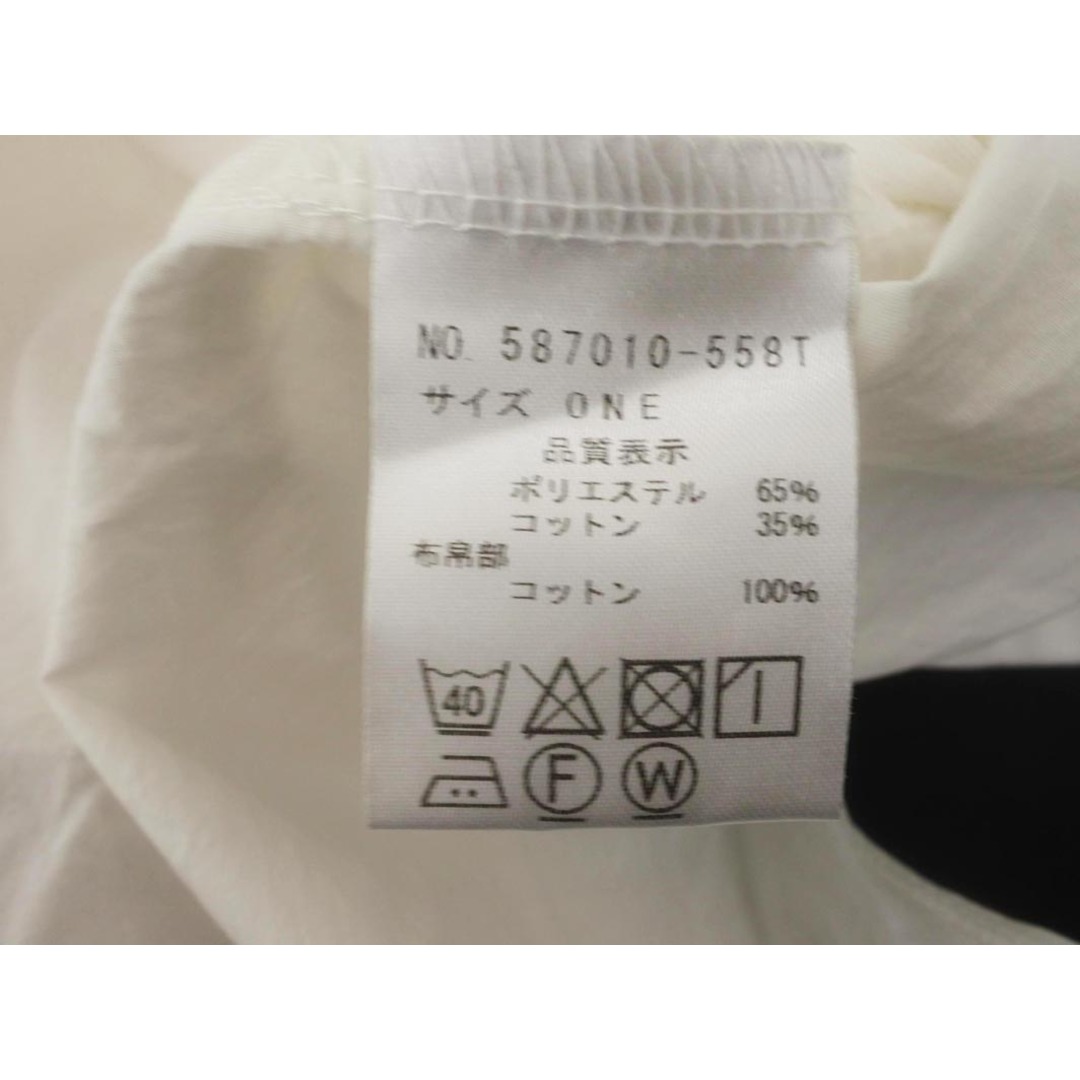 NO. 587010-558T
サイズ ONE
品質表示
ポリエステル 65%
コットン 35%
布帛部
コットン 100%
40
F W